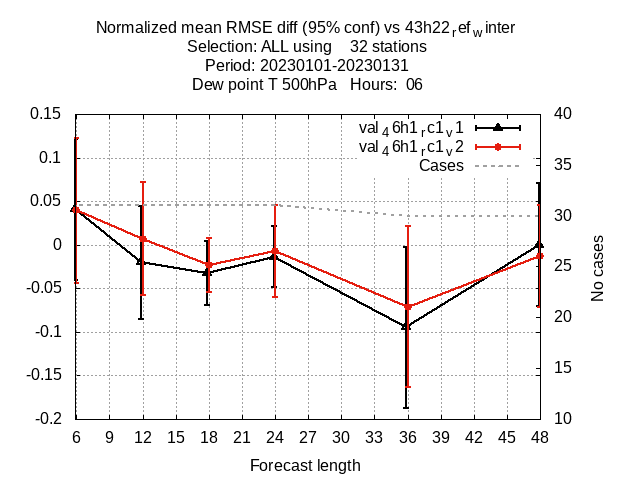 Normalized mean RMSE diff (95% conf) vs 43h22refwinter
Selection: ALL using    32 stations
Period: 20230101-20230131
Dew point T 500hPa   Hours:  06
val46h1rc1v1
val46h1rc1v2
Cases
0.15
0.1
0.05
0
-0.05
-0.1
-0.15
-0.2
40
35
30
25
20
15
10
No cases
6 9 12 15 18 21 24 27 30 33 36 39 42 45 48
Forecast length